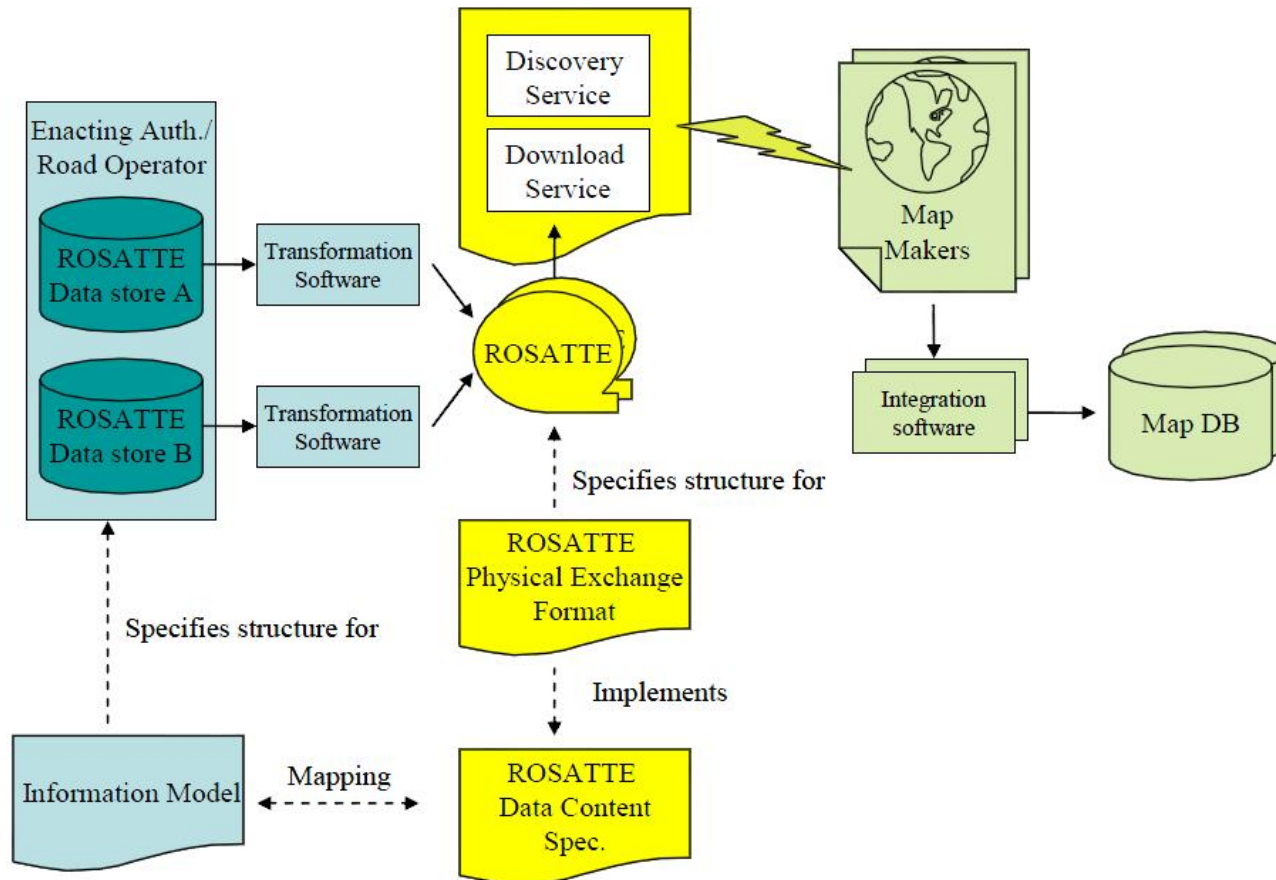 Discovery
Service
Download
Service
Enacting Auth./
Road Operator
ROSATTE
Data store A
Transformation
Software
ROSATTE
Data store B
Transformation
Software
ROSATTE
Map
Makers
Integration
software
Map DB
Specifies structure for
ROSATTE
Physical Exchange
Format
Specifies structure for
Implements
Information Model
Mapping
ROSATTE
Data Content
Spec.